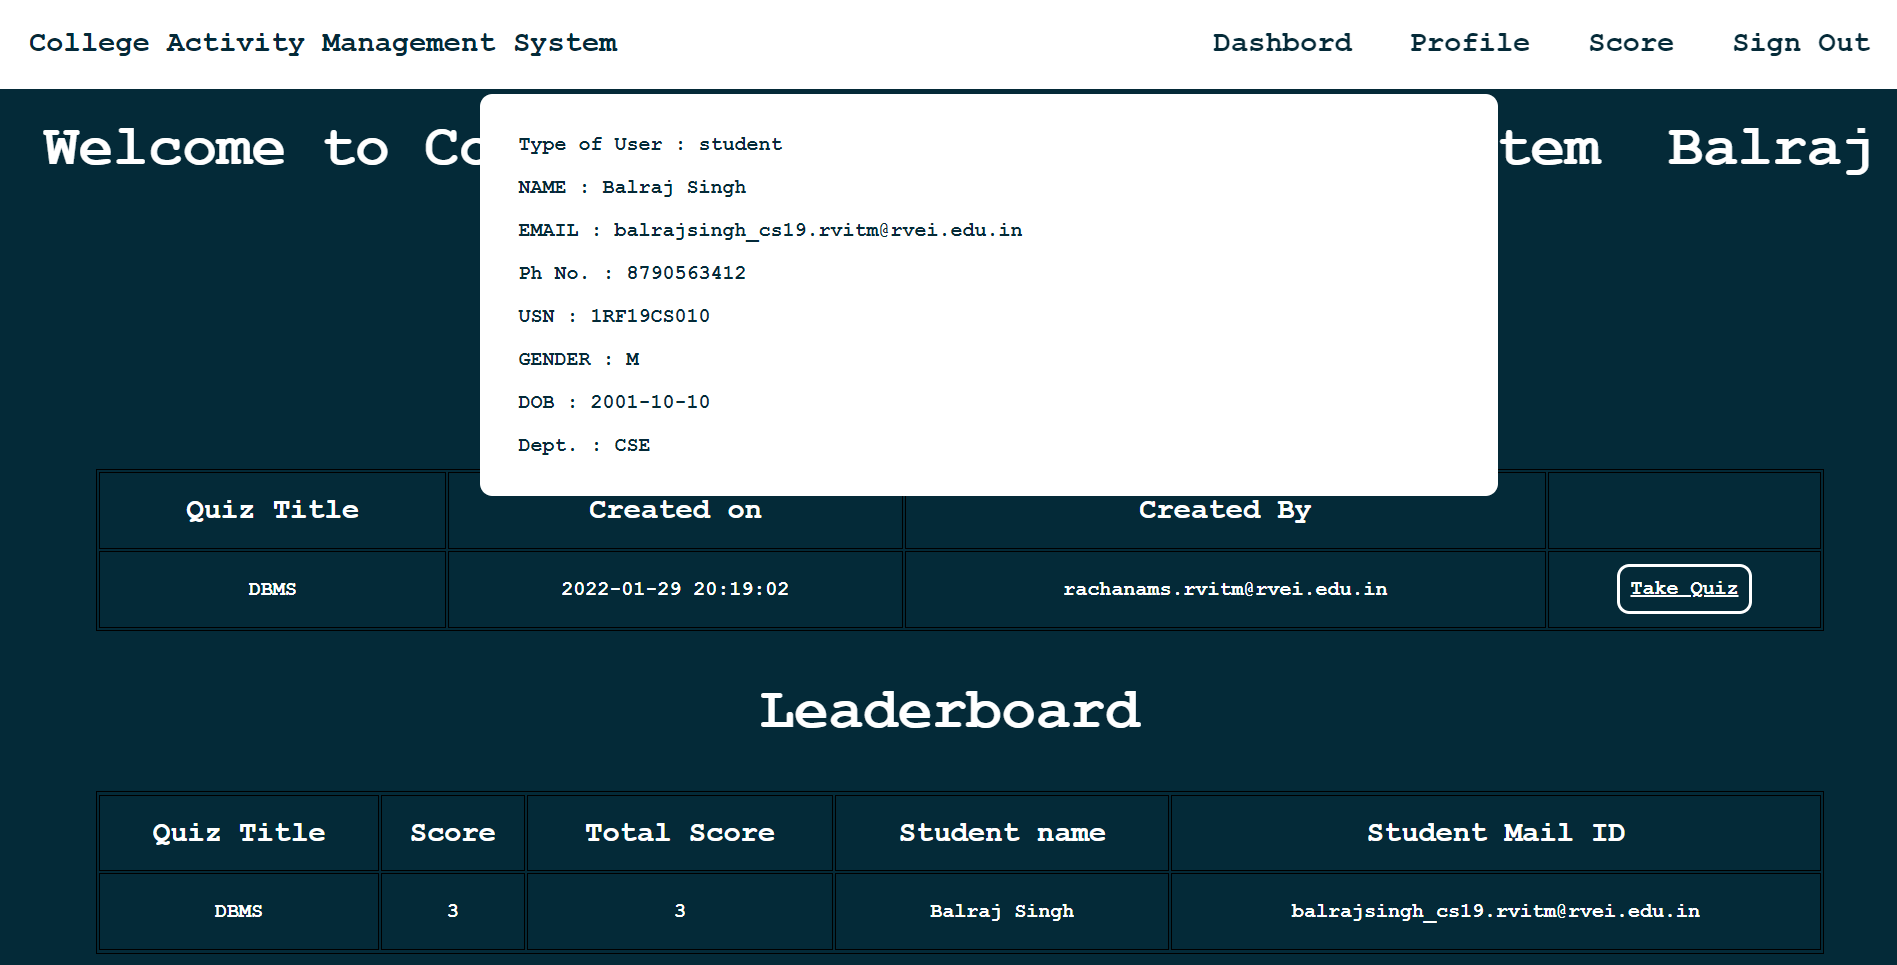 College Activity Management System Dashbord Profile Score Sign Out
Welcome to Co tem Balraj
Type of User : student
NAME : Balraj Singh
EMAIL : balrajsingh_cs19.rvitm@rvei.edu.in
Ph No. : 8790563412
USN : 1RF19CS010
GENDER : M
DOB : 2001-10-10
Dept. : CSE
Quiz Title Created on Created By
DBMS 2022-01-29 20:19:02 rachanams.rvitm@rvei.edu.in Take Quiz
Leaderboard
Quiz Title Score Total Score Student name Student Mail ID
DBMS 3 3 Balraj Singh balrajsingh_cs19.rvitm@rvei.edu.in